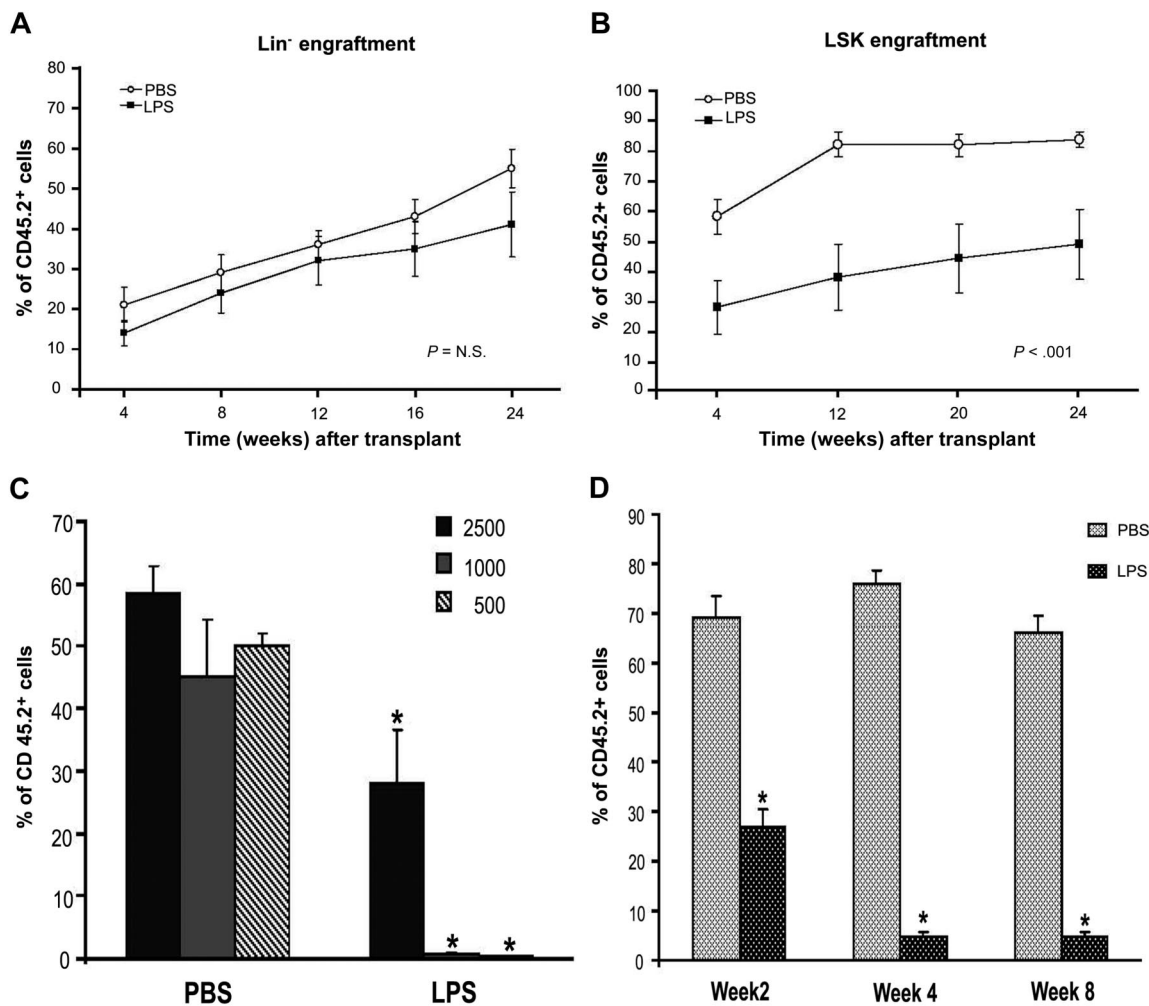 A
Lin- engraftment
PBS
LPS
80
70
60
50
40
30
20
10
0
% of CD45.2+ cells
P = N.S.
4 8 12 16 24
Time (weeks) after transplant
B
LSK engraftment
PBS
LPS
100
90
80
70
60
50
40
30
20
10
0
% of CD45.2+ cells
P < .001
4 12 20 24
Time (weeks) after transplant
C
2500
1000
500
70
60
50
40
30
20
10
0
% of CD 45.2+ cells
* * *
PBS LPS
D
PBS
LPS
90
80
70
60
50
40
30
20
10
0
% of CD45.2+ cells
* * *
Week2 Week 4 Week 8